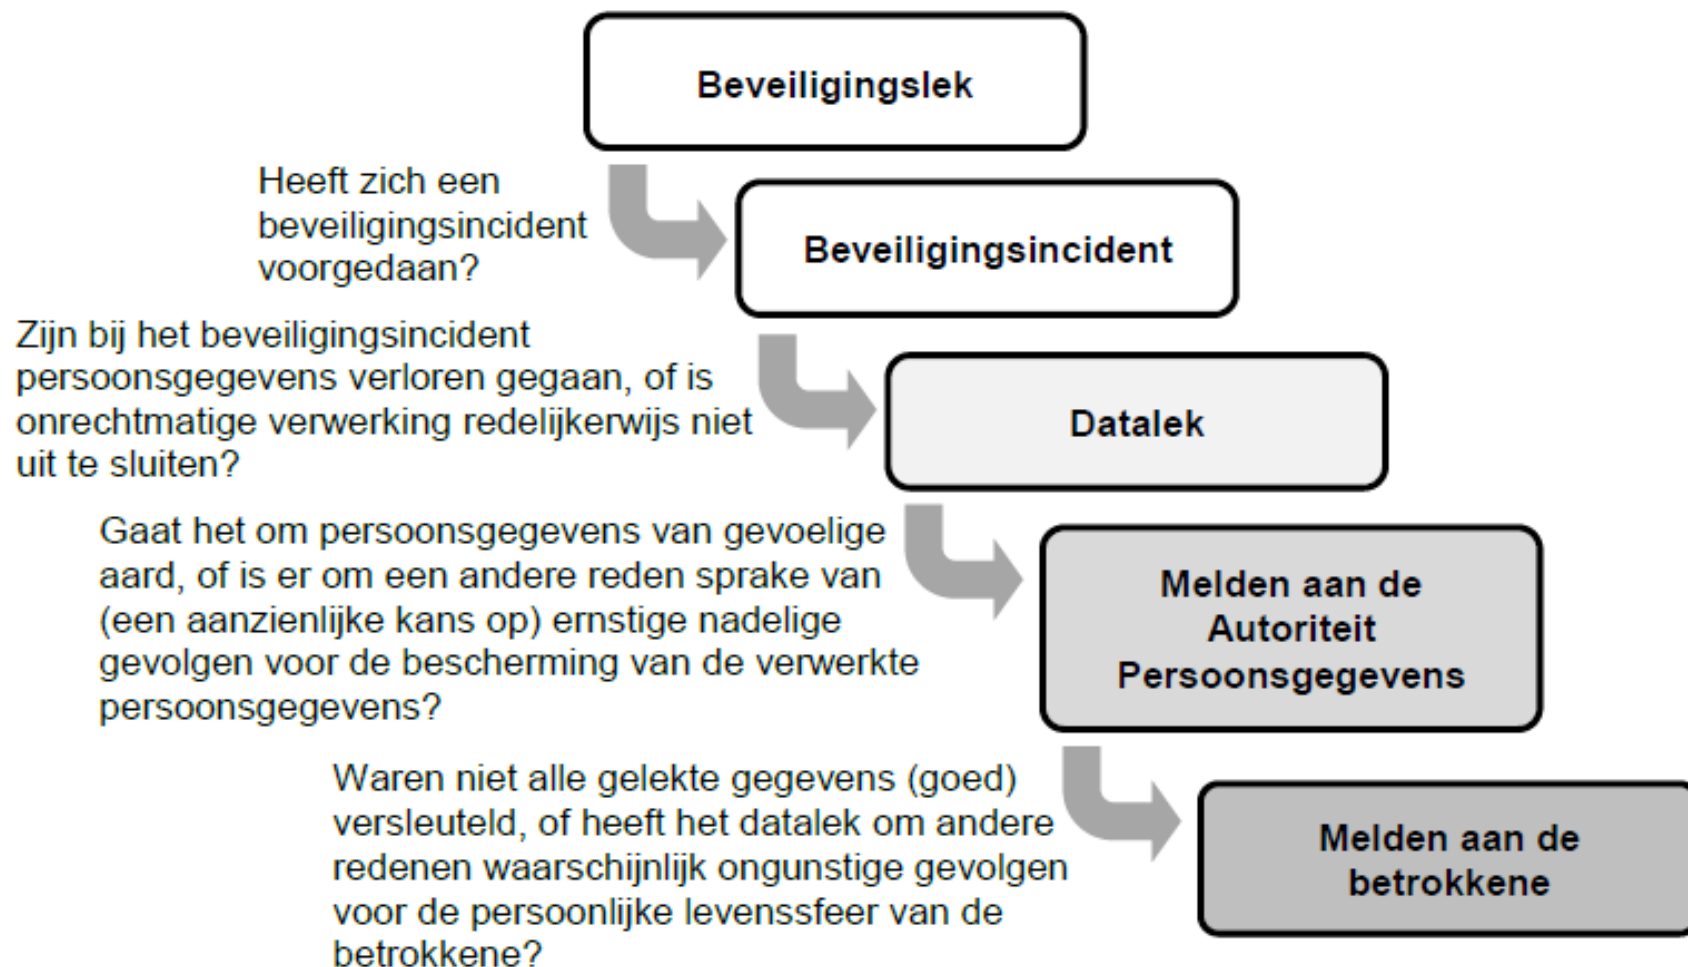 Beveiligingslek
Heeft zich een
beveiligingsincident
voorgedaan?
Beveiligingsincident
Zijn bij het beveiligingsincident
persoonsgegevens verloren gegaan, of is
onrechtmatige verwerking redelijkerwijs niet
uit te sluiten?
Datalek
Gaat het om persoonsgegevens van gevoelige
aard, of is er om een andere reden sprake van
(een aanzienlijke kans op) ernstige nadelige
gevolgen voor de bescherming van de verwerkte
persoonsgegevens?
Melden aan de
Autoriteit
Persoonsgegevens
Waren niet alle gelekte gegevens (goed)
versleuteld, of heeft het datalek om andere
redenen waarschijnlijk ongunstige gevolgen
voor de persoonlijke levenssfeer van de
betrokkene?
Melden aan de
betrokkene